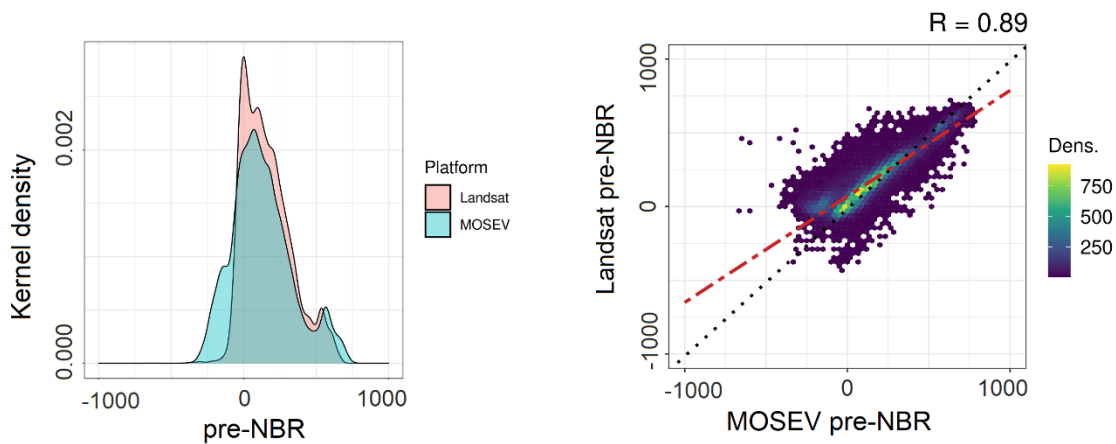 Kernel density
0.002
0.000
-1000
0
1000
pre-NBR
Platform
Landsat
MOSEV
R = 0.89
Landsat pre-NBR
1000
0
-1000
-1000
0
1000
MOSEV pre-NBR
Dens.
750
500
250